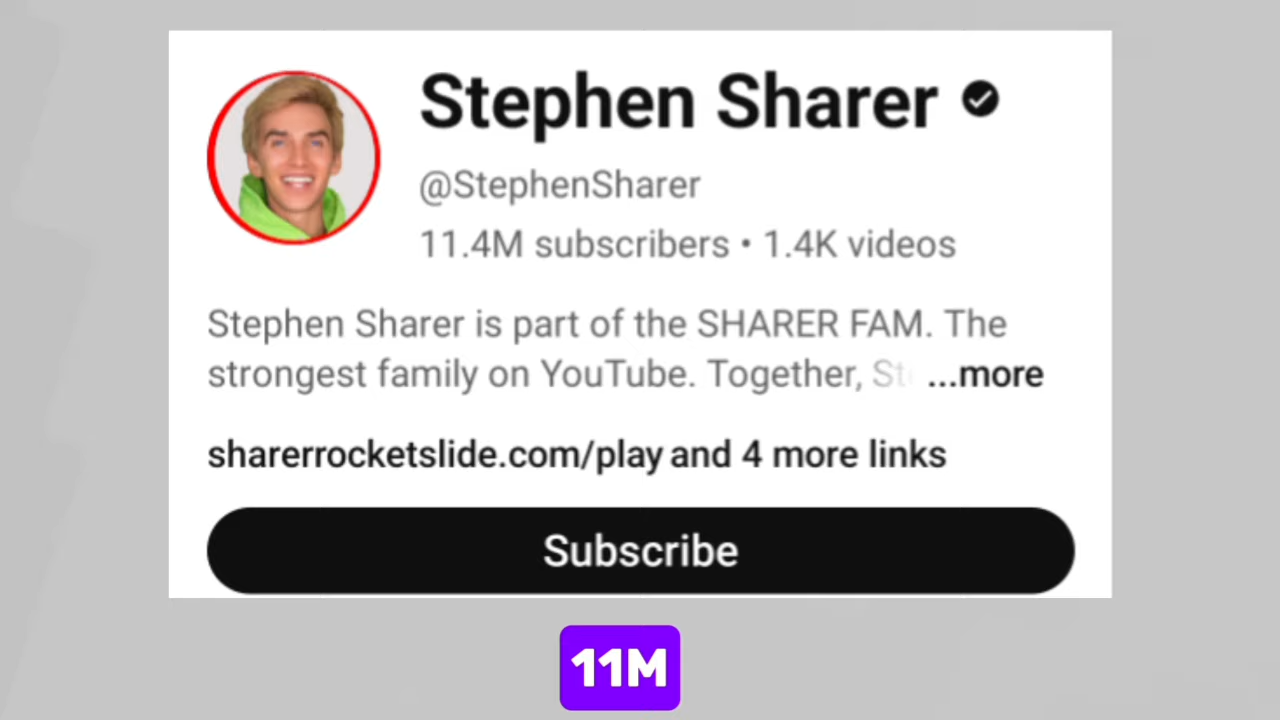 Stephen Sharer
@StephenSharer
11.4M subscribers • 1.4K videos
Stephen Sharer is part of the SHARER FAM. The
strongest family on YouTube. Together, ...more
sharerrocketslide.com/play and 4 more links
Subscribe
11M